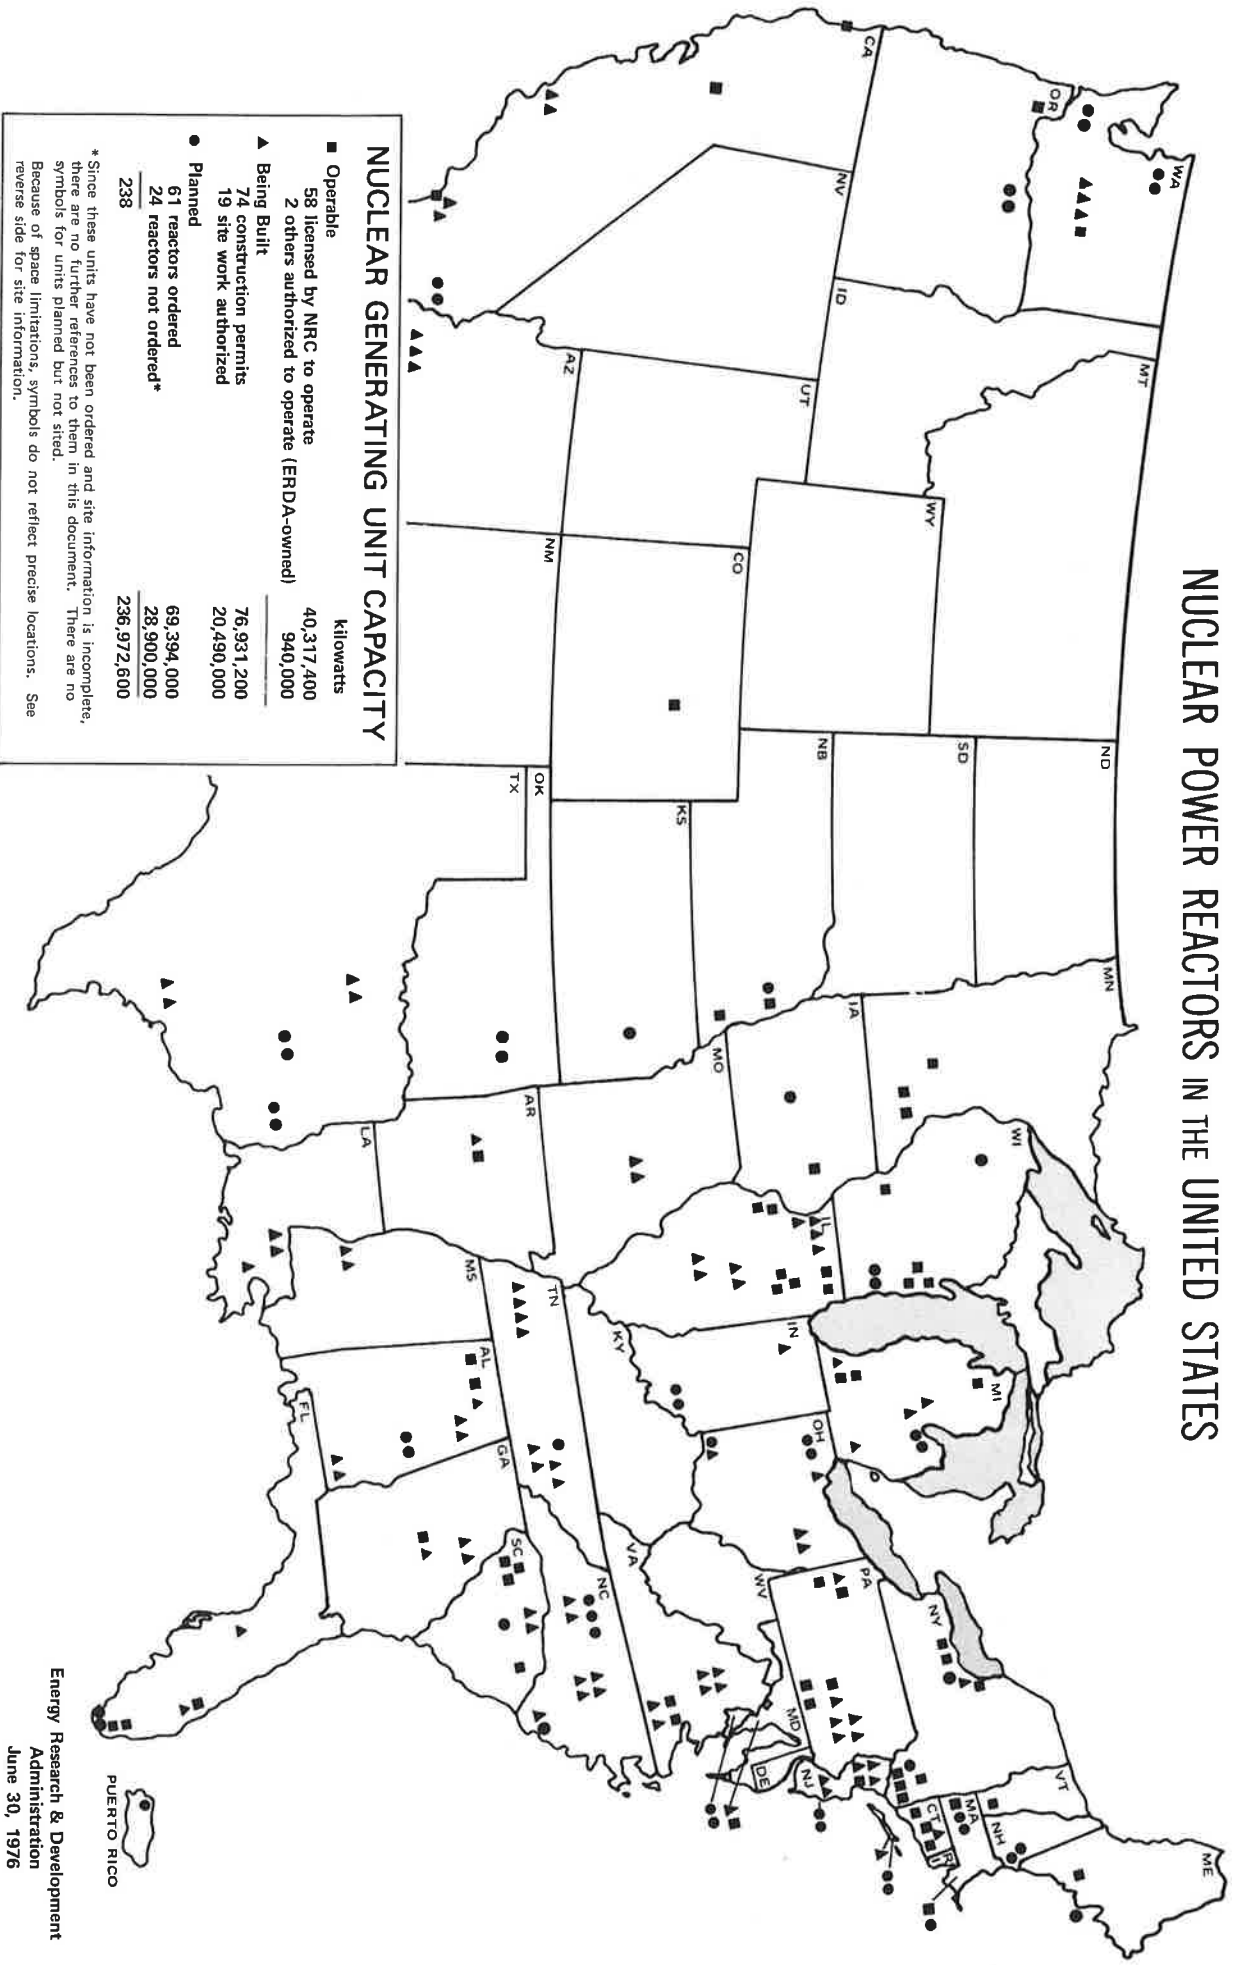 NUCLEAR POWER REACTORS IN THE UNITED STATES
WA
OR
CA
NV
ID
MT
WY
UT
AZ
CO
NM
ND
SD
NB
KS
OK
TX
MN
IA
MO
AR
LA
WI
IL
MS
TN
KY
IN
MI
OH
AL
FL
GA
SC
NC
VA
WV
PA
NY
MD
DE
NJ
CT
RI
MA
VT
NH
ME
PUERTO RICO
NUCLEAR GENERATING UNIT CAPACITY
kilowatts
■ Operable
58 licensed by NRC to operate 40,317,400
2 others authorized to operate (ERDA-owned) 940,000
▲ Being Built
74 construction permits 76,931,200
19 site work authorized 20,490,000
● Planned
61 reactors ordered 69,394,000
24 reactors not ordered* 28,900,000
238 236,972,600
* Since these units have not been ordered and site information is incomplete,
there are no further references to them in this document. There are no
symbols for units planned but not sited.
Because of space limitations, symbols do not reflect precise locations. See
reverse side for site information.
Energy Research & Development
Administration
June 30, 1976